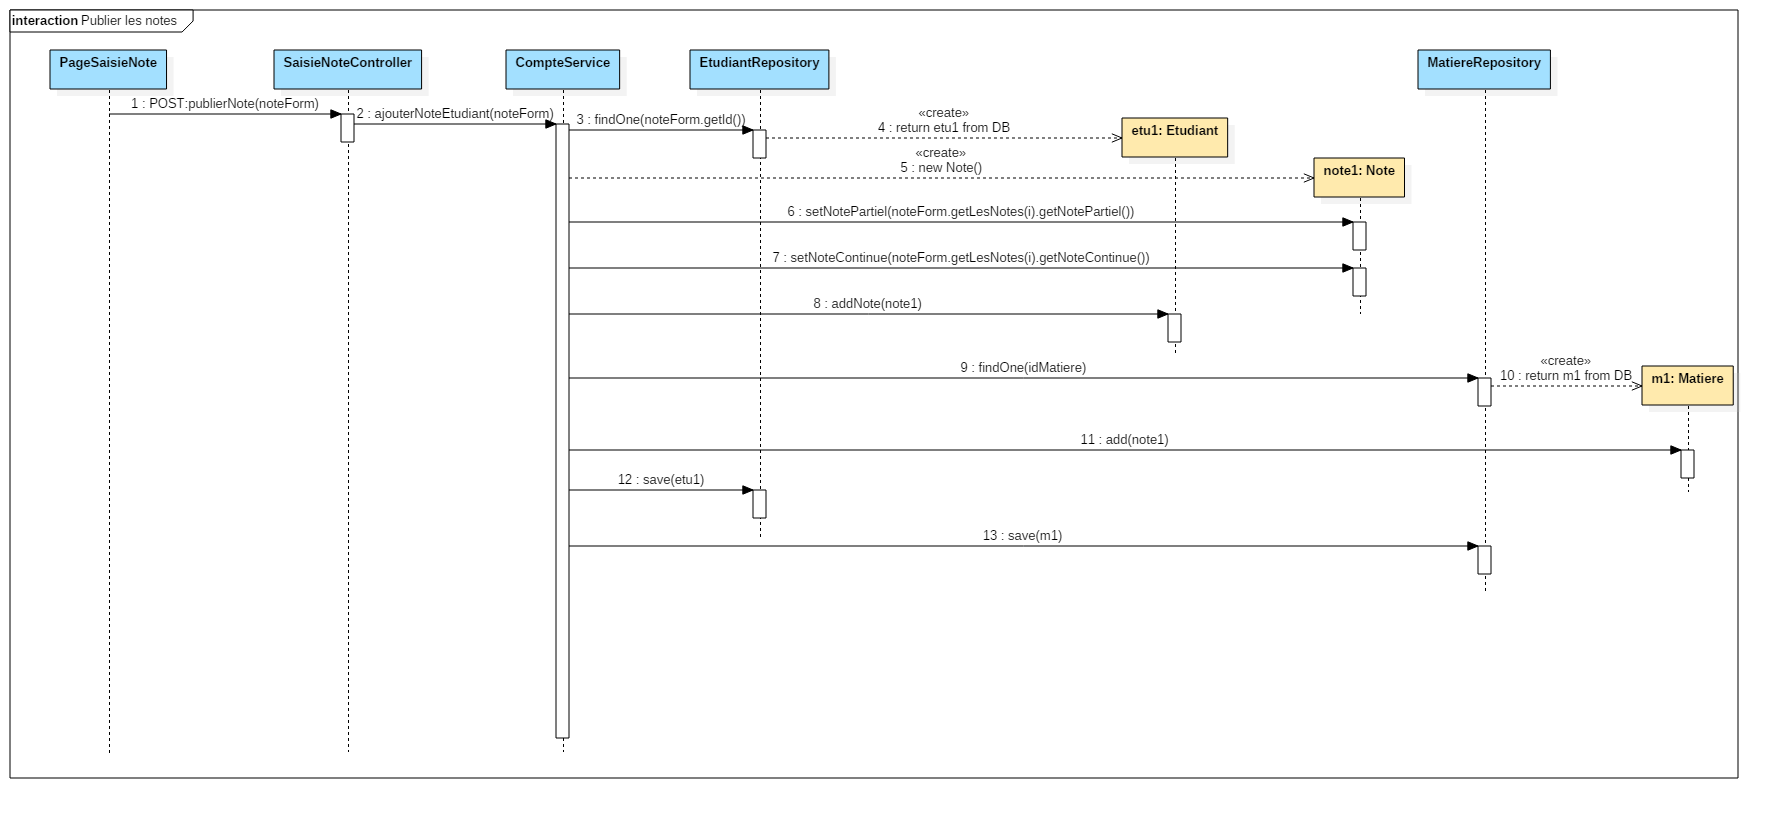 interaction Publier les notes
PageSaisieNote
SaisieNoteController
CompteService
EtudiantRepository
MatiereRepository
1 : POST:publierNote(noteForm)
2 : ajouterNoteEtudiant(noteForm)
3 : findOne(noteForm.getId())
«create»
4 : return etu1 from DB
etu1: Etudiant
«create»
5 : new Note()
note1: Note
6 : setNotePartiel(noteForm.getLesNotes(i).getNotePartiel())
7 : setNoteContinue(noteForm.getLesNotes(i).getNoteContinue())
8 : addNote(note1)
9 : findOne(idMatiere)
«create»
10 : return m1 from DB
m1: Matiere
11 : add(note1)
12 : save(etu1)
13 : save(m1)